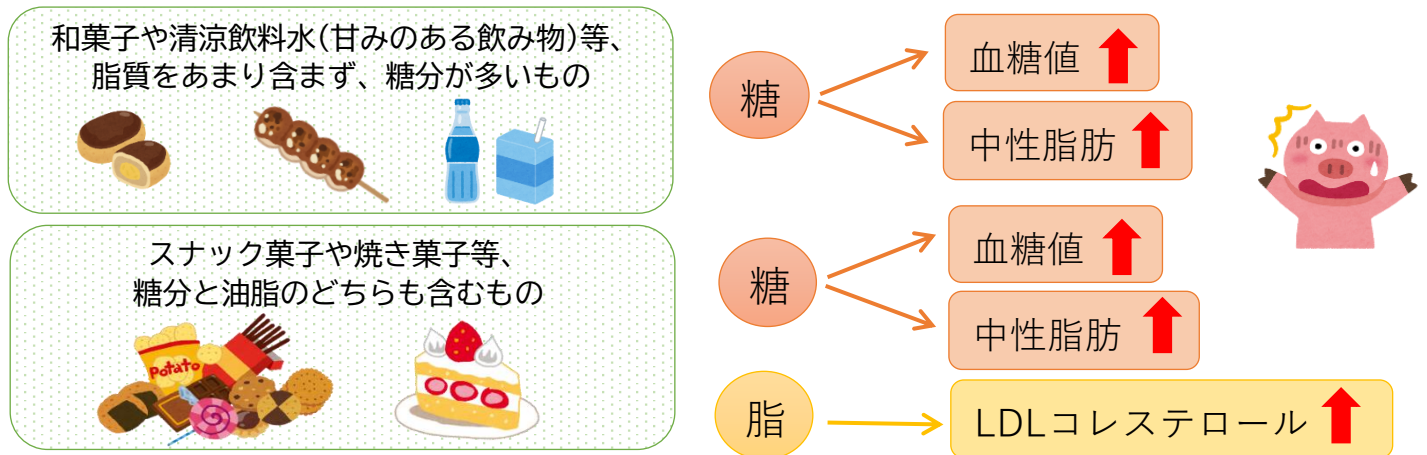 和菓子や清涼飲料水(甘みのある飲み物)等、
脂質をあまり含まず、糖分が多いもの
糖
血糖値
中性脂肪
スナック菓子や焼き菓子等、
糖分と油脂のどちらも含むもの
Potato
糖
血糖値
中性脂肪
脂
LDLコレステロール